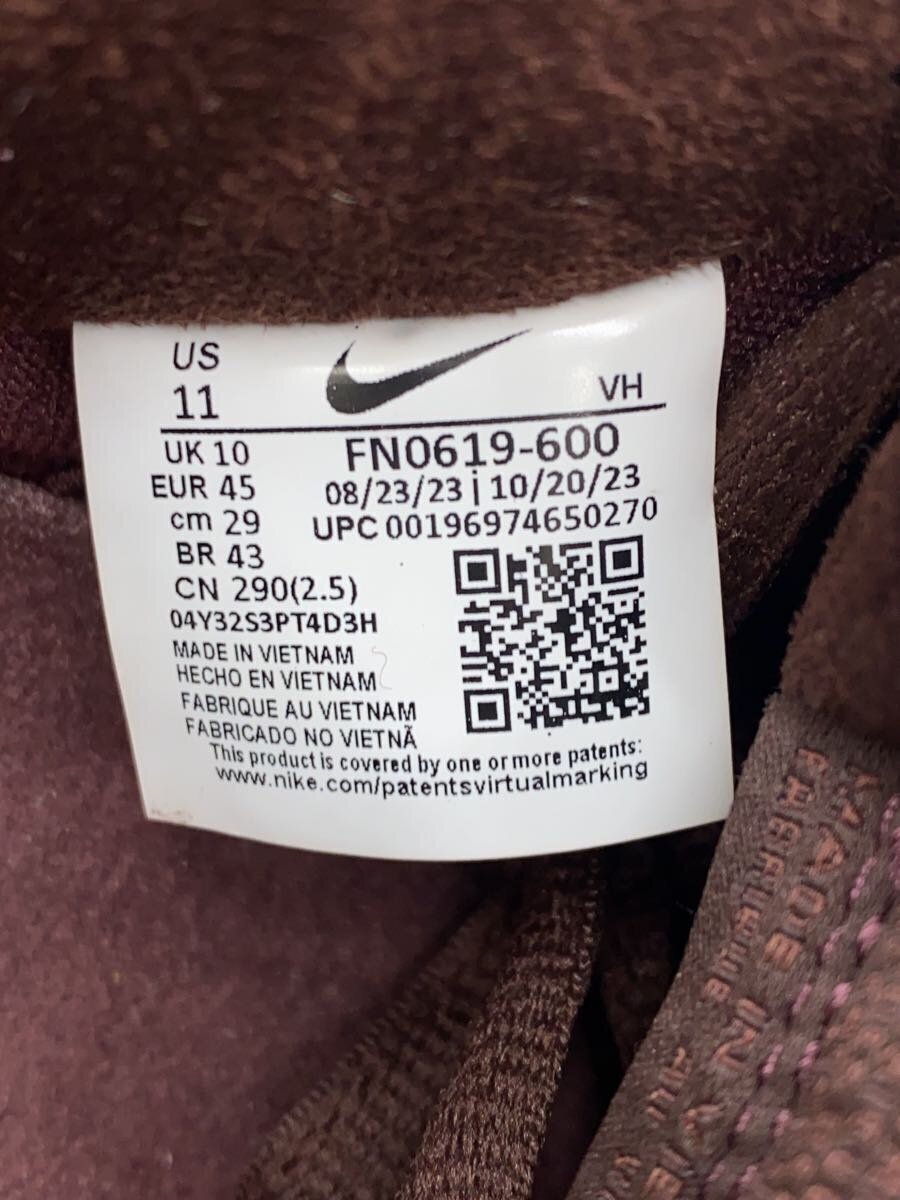 US
11
VH
UK 10
EUR 45
cm 29
BR 43
CN 290(2.5)
FN0619-600
08/23/23 | 10/20/23
UPC 00196974650270
04Y32S3PT4D3H
MADE IN VIETNAM
HECHO EN VIETNAM
FABRIQUE AU VIETNAM
FABRICADO NO VIETNÃ
This product is covered by one or more patents:
www.nike.com/patentsvirtualmarking
MADE IN